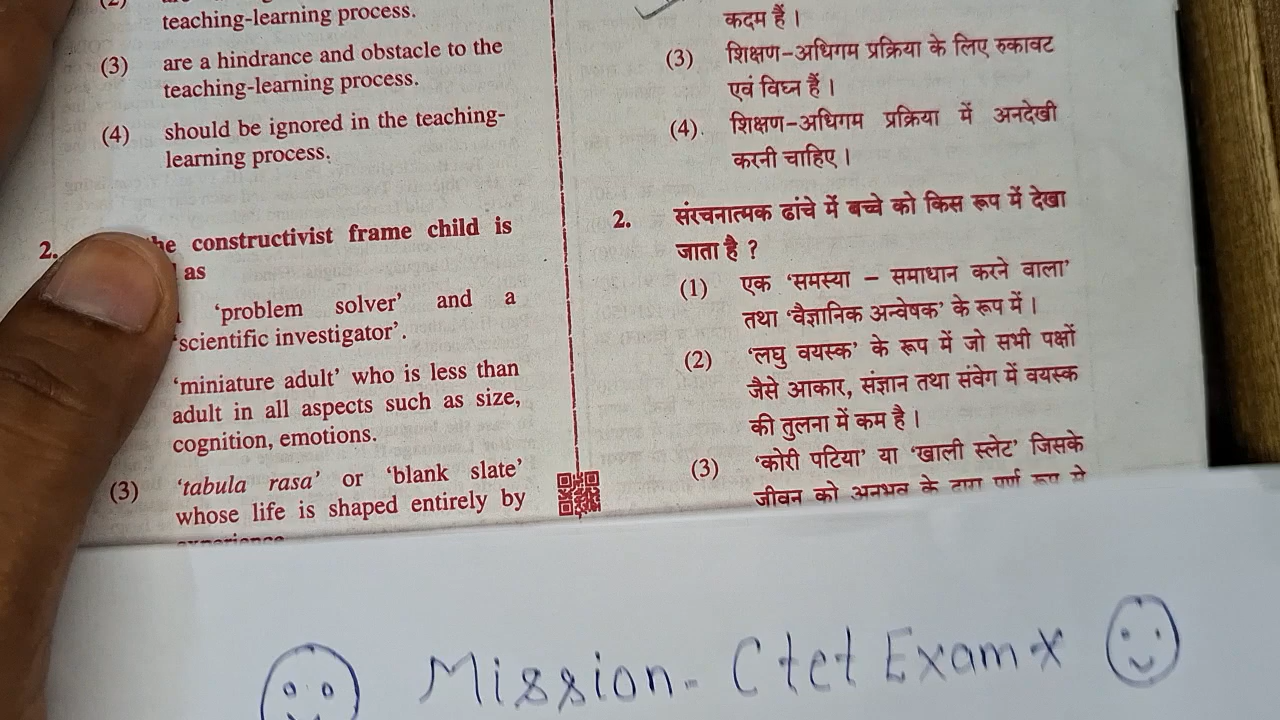 teaching-learning process.
(3) are a hindrance and obstacle to the
teaching-learning process.
(4) should be ignored in the teaching-
learning process.
2. constructivist frame child is
as
'problem solver' and a
'scientific investigator'.
'miniature adult' who is less than
adult in all aspects such as size,
cognition, emotions.
(3) 'tabula rasa' or 'blank slate'
whose life is shaped entirely by
कदम हैं ।
(3) शिक्षण-अधिगम प्रक्रिया के लिए रुकावट
एवं विघ्न हैं ।
(4) शिक्षण-अधिगम प्रक्रिया में अनदेखी
करनी चाहिए ।
2. संरचनात्मक ढांचे में बच्चे को किस रूप में देखा
जाता है ?
(1) एक 'समस्या – समाधान करने वाला'
तथा 'वैज्ञानिक अन्वेषक' के रूप में ।
(2) 'लघु वयस्क' के रूप में जो सभी पक्षों
जैसे आकार, संज्ञान तथा संवेग में वयस्क
की तुलना में कम है ।
(3) 'कोरी पटिया' या 'खाली स्लेट' जिसके
जीवन को अनुभव के द्वारा पूर्ण रूप से
Mission- Ctet Exam-x